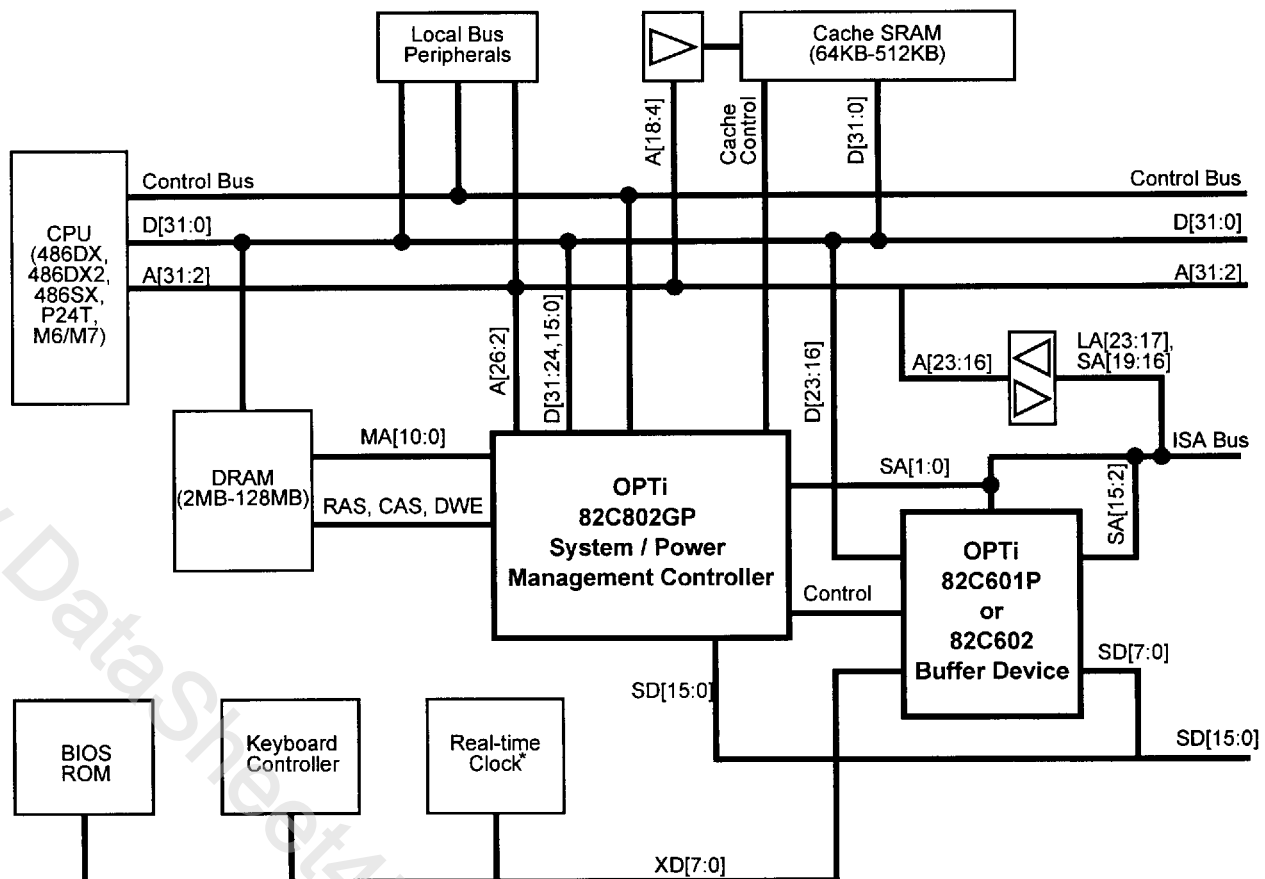 Local Bus
Peripherals
Cache SRAM
(64KB-512KB)
A[18:4]
Cache
Control
D[31:0]
CPU
(486DX,
486DX2,
486SX,
P24T,
M6/M7)
Control Bus
Control Bus
D[31:0]
D[31:0]
A[31:2]
A[31:2]
A[26:2]
D[31:24,15:0]
D[23:16]
A[23:16]
LA[23:17],
SA[19:16]
ISA Bus
DRAM
(2MB-128MB)
MA[10:0]
RAS, CAS, DWE
OPTi
82C802GP
System / Power
Management Controller
SA[1:0]
SA[15:2]
Control
OPTi
82C601P
or
82C602
Buffer Device
SD[7:0]
SD[15:0]
SD[15:0]
BIOS
ROM
Keyboard
Controller
Real-time
Clock*
XD[7:0]
DataSheet4